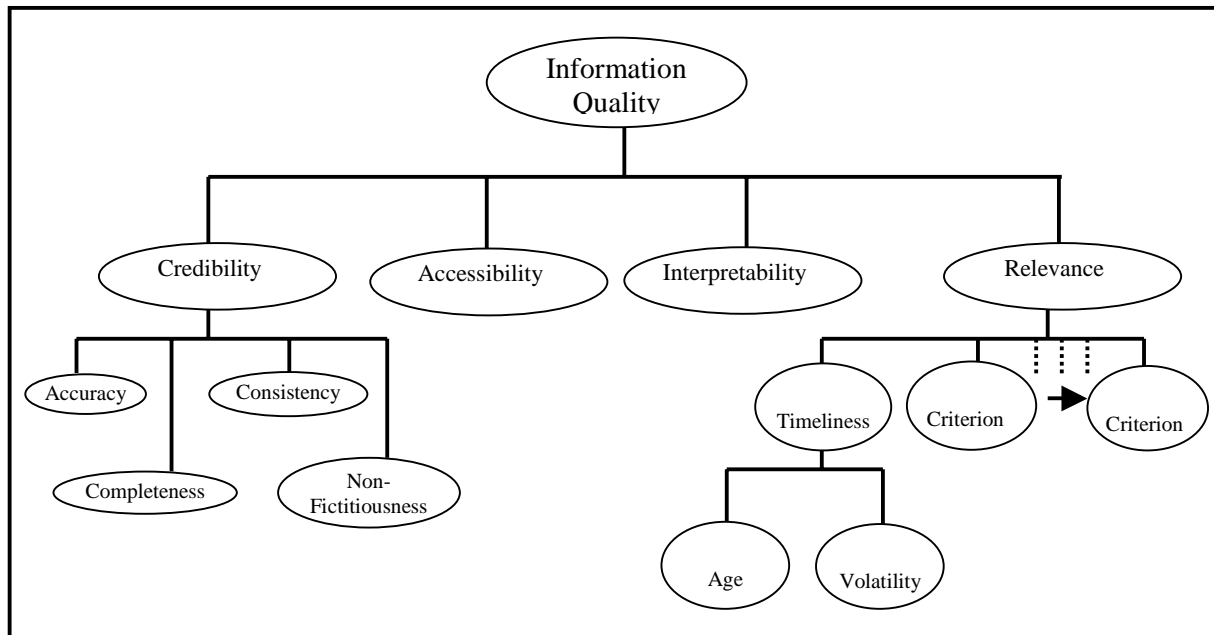 Information
Quality
Credibility
Accessibility
Interpretability
Relevance
Accuracy
Consistency
Completeness
Non-
Fictitiousness
Timeliness
Criterion
Criterion
Age
Volatility